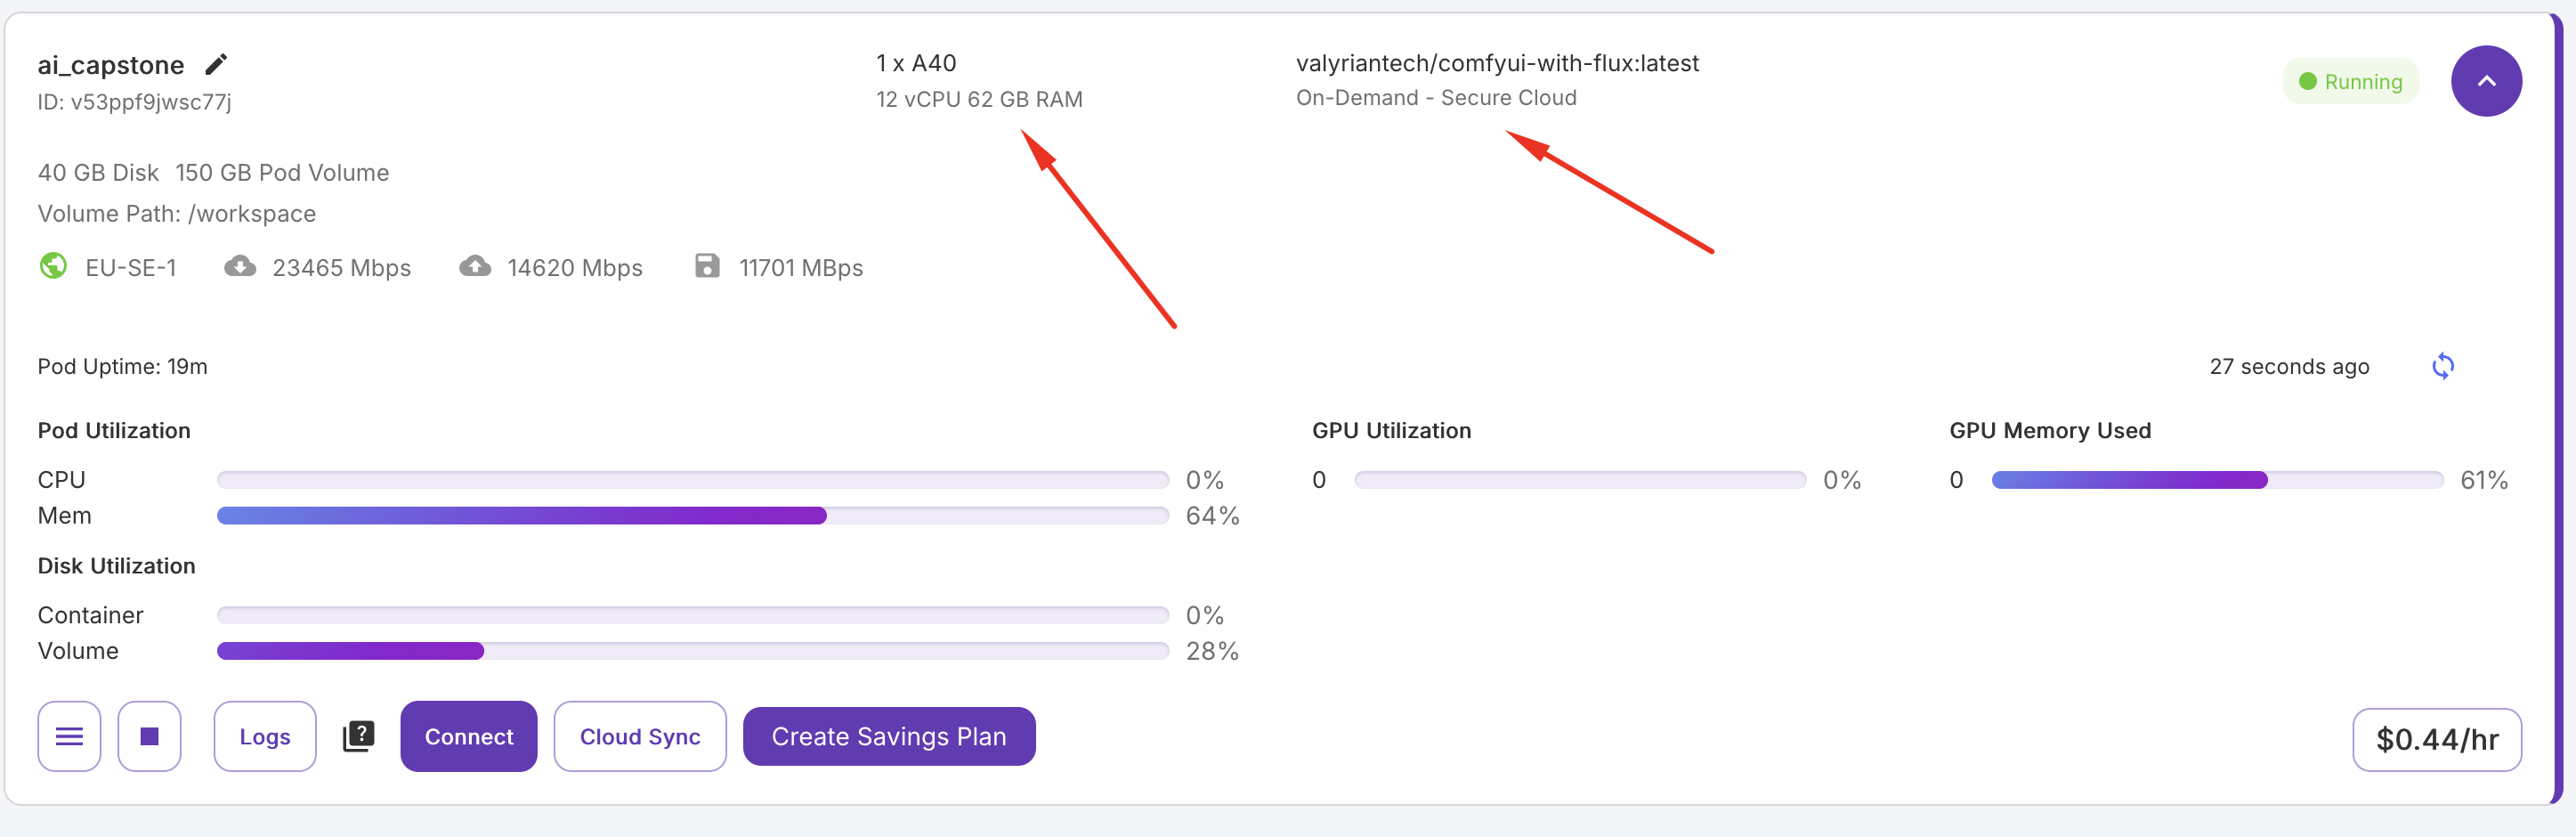 ai_capstone
ID: v53ppf9jwsc77j
1 x A40
12 vCPU 62 GB RAM
valyriantech/comfyui-with-flux:latest
On-Demand - Secure Cloud
Running
40 GB Disk 150 GB Pod Volume
Volume Path: /workspace
EU-SE-1 23465 Mbps 14620 Mbps 11701 MBps
Pod Uptime: 19m
27 seconds ago
Pod Utilization
CPU 0%
Mem 64%
Disk Utilization
Container 0%
Volume 28%
GPU Utilization
0 0%
GPU Memory Used
0 61%
Logs ? Connect Cloud Sync Create Savings Plan
$0.44/hr